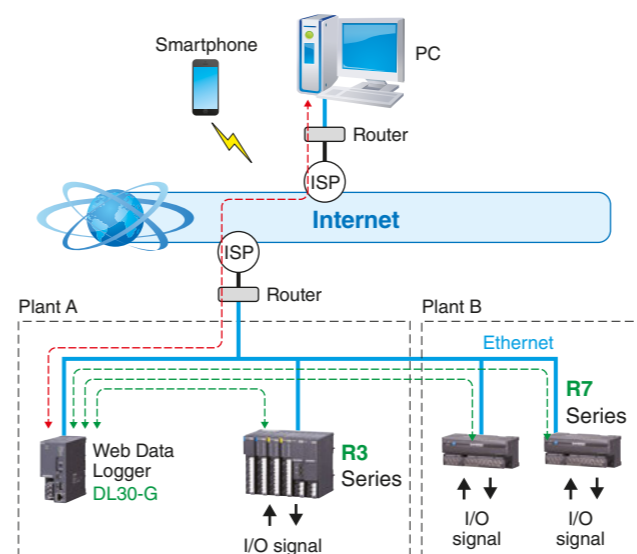 Smartphone
PC
Router
ISP
Internet
ISP
Router
Plant A
Plant B
Ethernet
R7
Series
Web Data
Logger
DL30-G
R3
Series
I/O signal
I/O
signal
I/O
signal